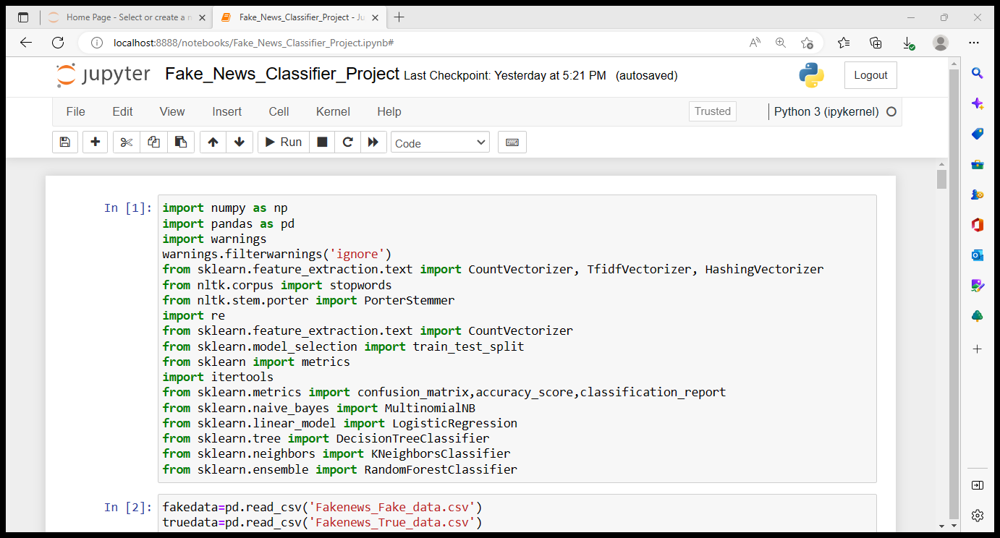 Home Page - Select or create a n
Fake_News_Classifier_Project - Ju
localhost:8888/notebooks/Fake_News_Classifier_Project.ipynb#
jupyter Fake_News_Classifier_Project Last Checkpoint: Yesterday at 5:21 PM (autosaved)
Logout
File Edit View Insert Cell Kernel Help
Trusted
Python 3 (ipykernel)
Run
Code
In [1]:
import numpy as np
import pandas as pd
import warnings
warnings.filterwarnings('ignore')
from sklearn.feature_extraction.text import CountVectorizer, TfidfVectorizer, HashingVectorizer
from nltk.corpus import stopwords
from nltk.stem.porter import PorterStemmer
import re
from sklearn.feature_extraction.text import CountVectorizer
from sklearn.model_selection import train_test_split
from sklearn import metrics
import itertools
from sklearn.metrics import confusion_matrix,accuracy_score,classification_report
from sklearn.naive_bayes import MultinomialNB
from sklearn.linear_model import LogisticRegression
from sklearn.tree import DecisionTreeClassifier
from sklearn.neighbors import KNeighborsClassifier
from sklearn.ensemble import RandomForestClassifier
In [2]:
fakedata=pd.read_csv('Fakenews_Fake_data.csv')
truedata=pd.read_csv('Fakenews_True_data.csv')